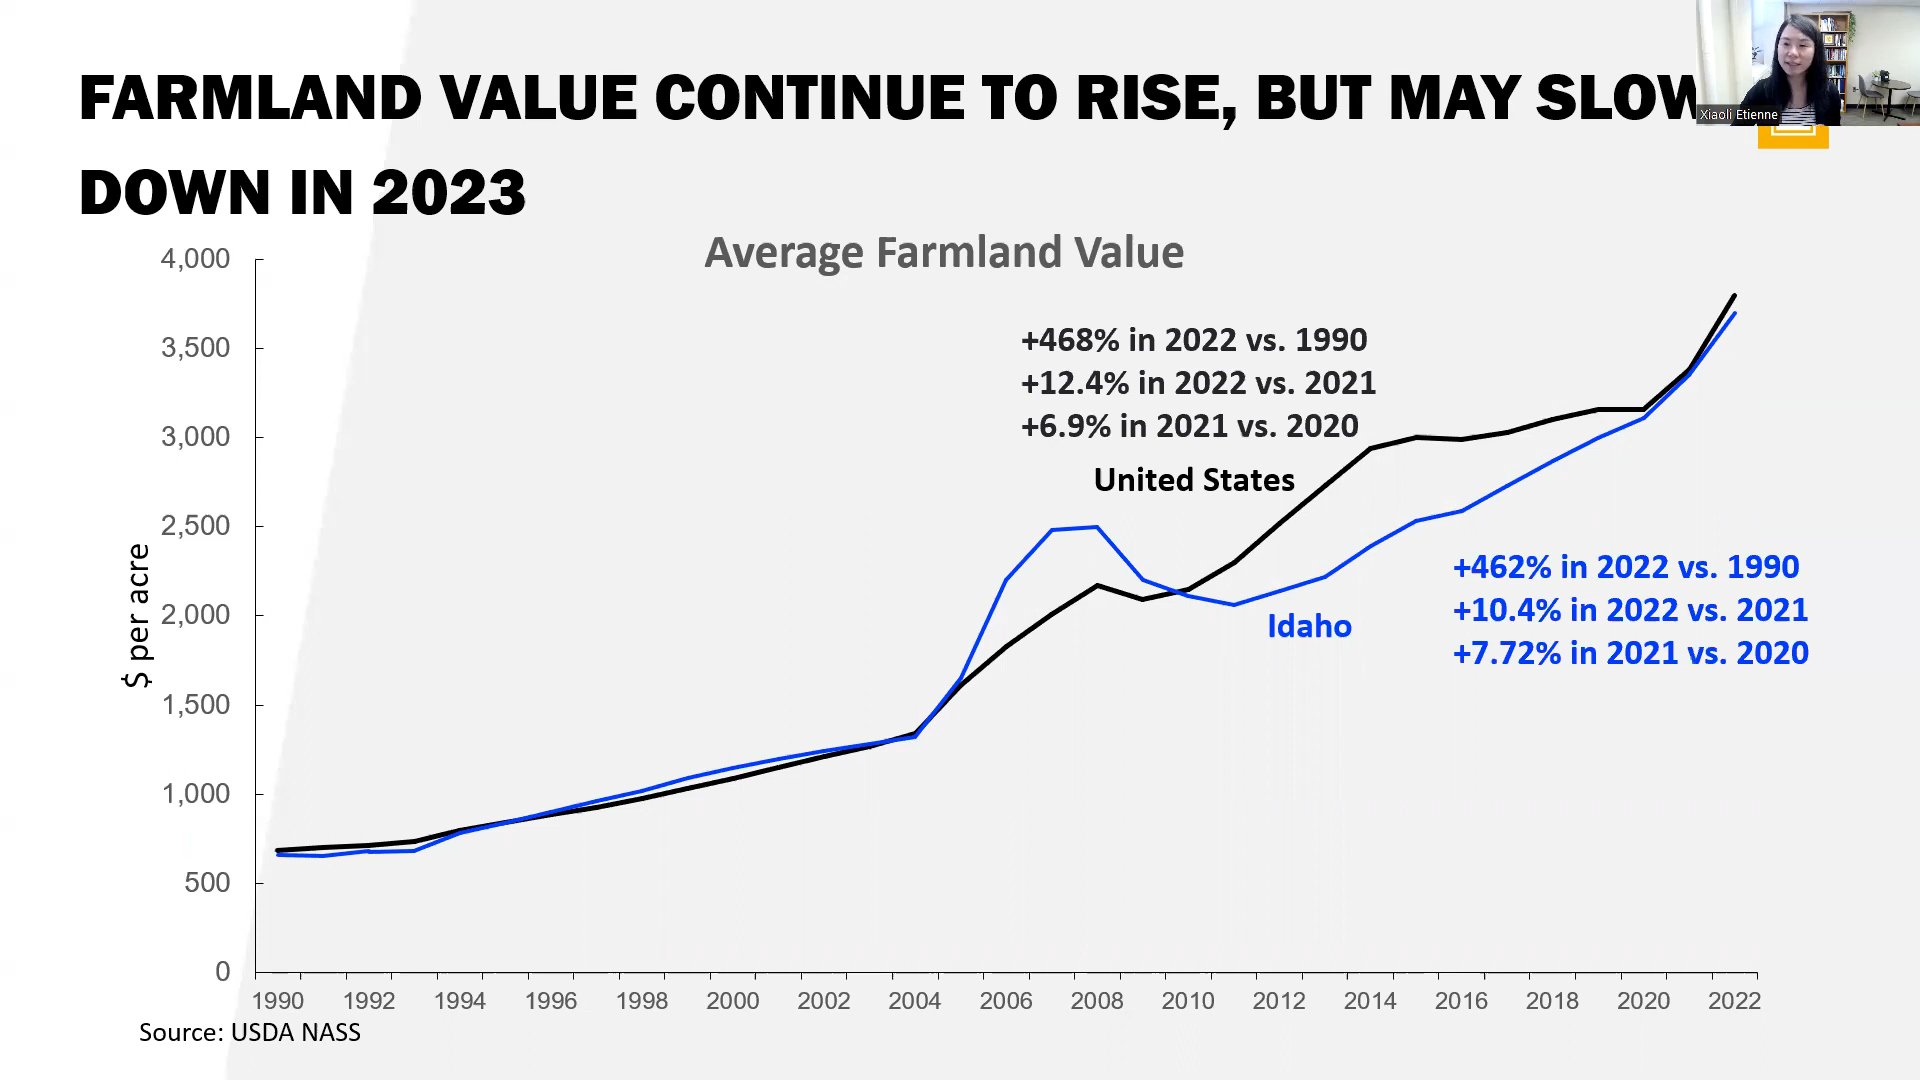 FARMLAND VALUE CONTINUE TO RISE, BUT MAY SLOW
DOWN IN 2023
Xiaoli Etienne
Average Farmland Value
4,000
3,500
3,000
2,500
2,000
1,500
1,000
500
0
$ per acre
+468% in 2022 vs. 1990
+12.4% in 2022 vs. 2021
+6.9% in 2021 vs. 2020
United States
Idaho
+462% in 2022 vs. 1990
+10.4% in 2022 vs. 2021
+7.72% in 2021 vs. 2020
1990 1992 1994 1996 1998 2000 2002 2004 2006 2008 2010 2012 2014 2016 2018 2020 2022
Source: USDA NASS